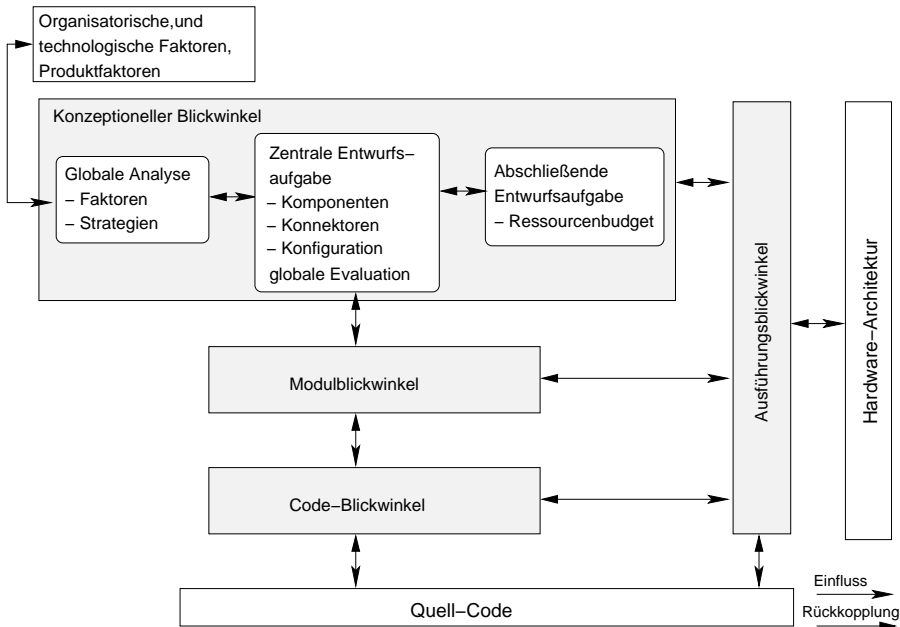 Organisatorische,und
technologische Faktoren,
Produktfaktoren
Konzeptioneller Blickwinkel
Globale Analyse
– Faktoren
– Strategien
Zentrale Entwurfs–
aufgabe
– Komponenten
– Konnektoren
– Konfiguration
globale Evaluation
Abschließende
Entwurfsaufgabe
– Ressourcenbudget
Ausführungsblickwinkel
Hardware–Architektur
Modulblickwinkel
Code–Blickwinkel
Quell–Code
Einfluss
Rückkopplung